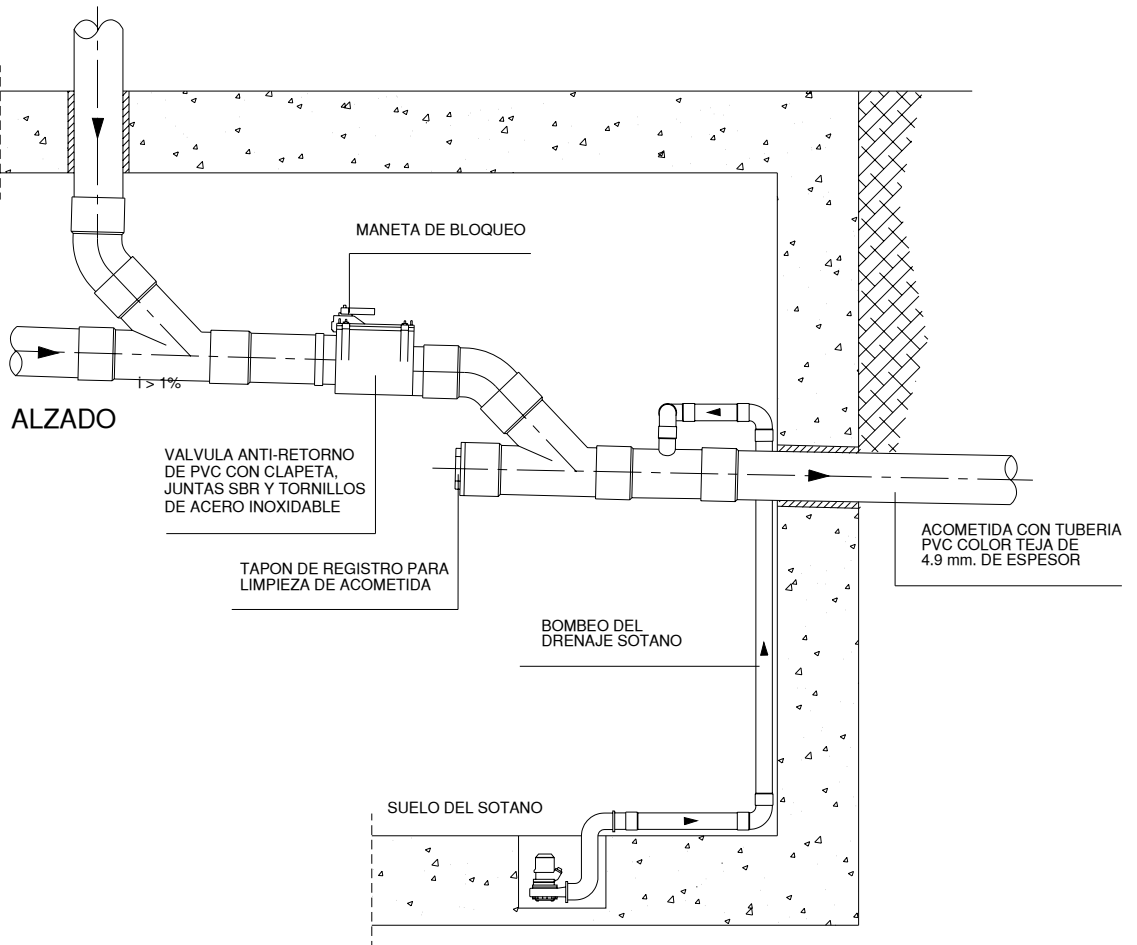 MANETA DE BLOQUEO
i > 1%
ALZADO
VALVULA ANTI-RETORNO
DE PVC CON CLAPETA,
JUNTAS SBR Y TORNILLOS
DE ACERO INOXIDABLE
TAPON DE REGISTRO PARA
LIMPIEZA DE ACOMETIDA
ACOMETIDA CON TUBERIA
PVC COLOR TEJA DE
4.9 mm. DE ESPESOR
BOMBEO DEL
DRENAJE SOTANO
SUELO DEL SOTANO